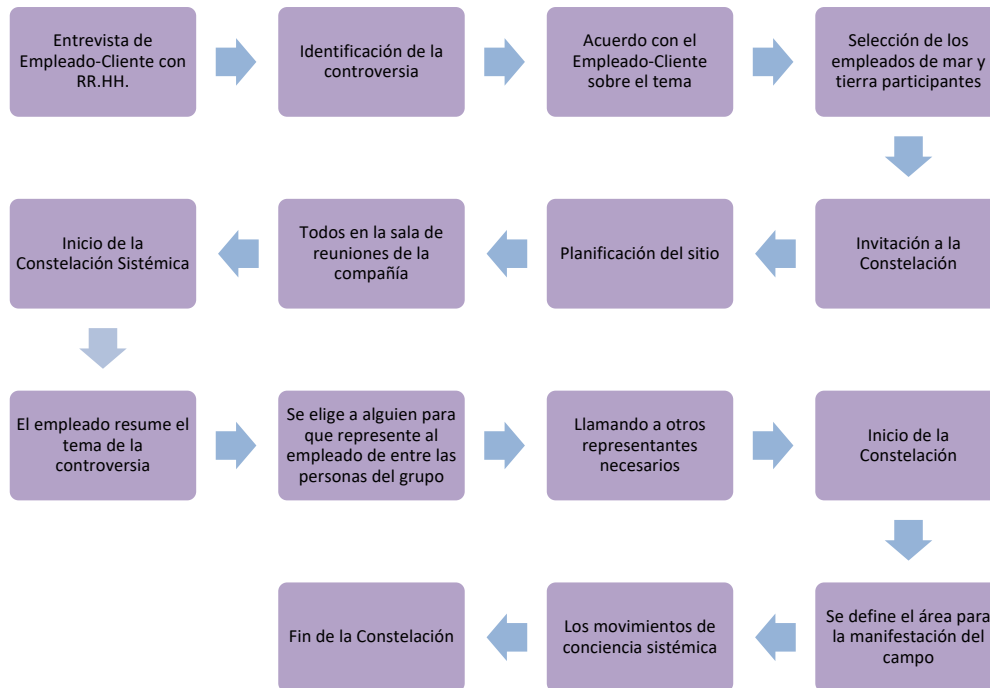 Entrevista de
Empleado-Cliente con
RR.HH.
Identificación de la
controversia
Acuerdo con el
Empleado-Cliente
sobre el tema
Selección de los
empleados de mar y
tierra participantes
Invitación a la
Constelación
Planificación del sitio
Todos en la sala de
reuniones de la
compañía
Inicio de la
Constelación Sistémica
El empleado resume el
tema de la
controversia
Se elige a alguien para
que represente al
empleado de entre las
personas del grupo
Llamando a otros
representantes
necesarios
Inicio de la
Constelación
Se define el área para
la manifestación del
campo
Los movimientos de
conciencia sistémica
Fin de la Constelación